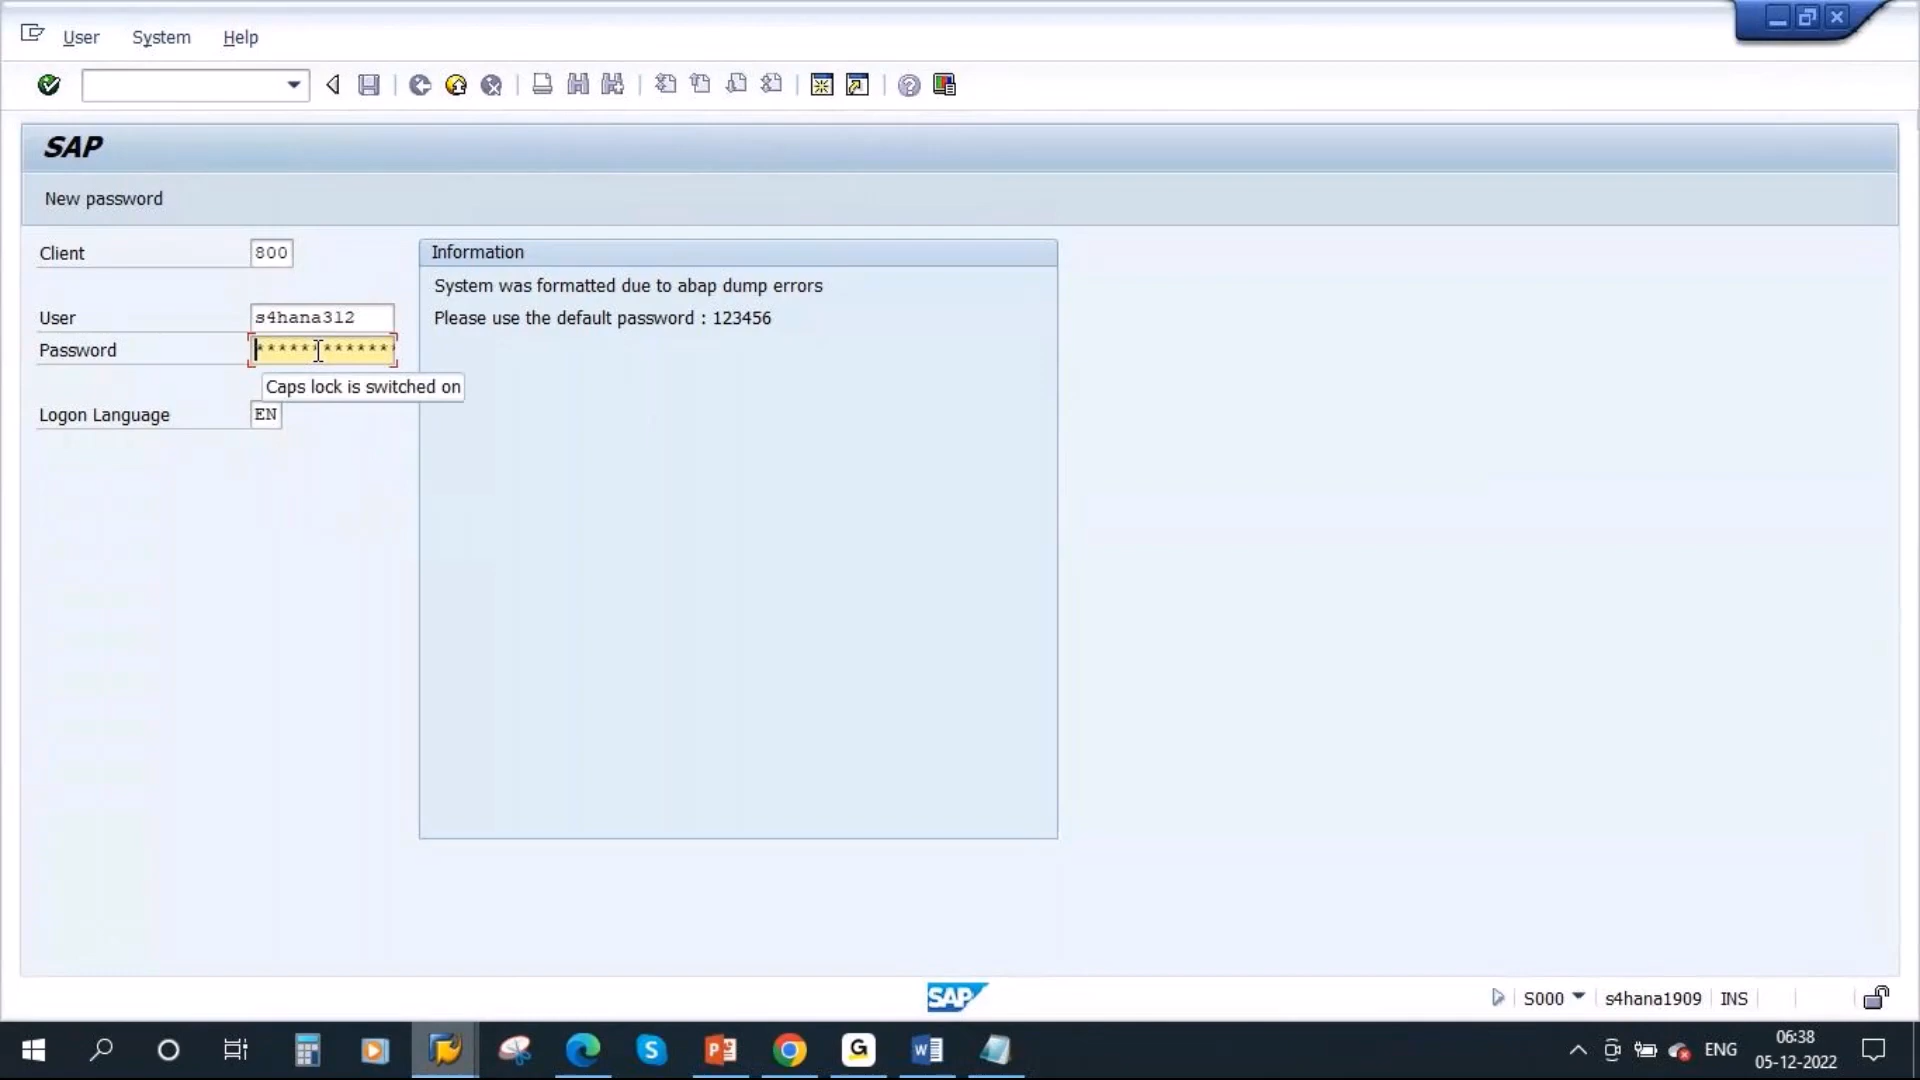 User System Help
SAP
New password
Client 800
Information
System was formatted due to abap dump errors
User s4hana312
Please use the default password : 123456
Password *************
Caps lock is switched on
Logon Language EN
SAP
S000 s4hana1909 INS
S
P
G
W
ENG
06:38
05-12-2022